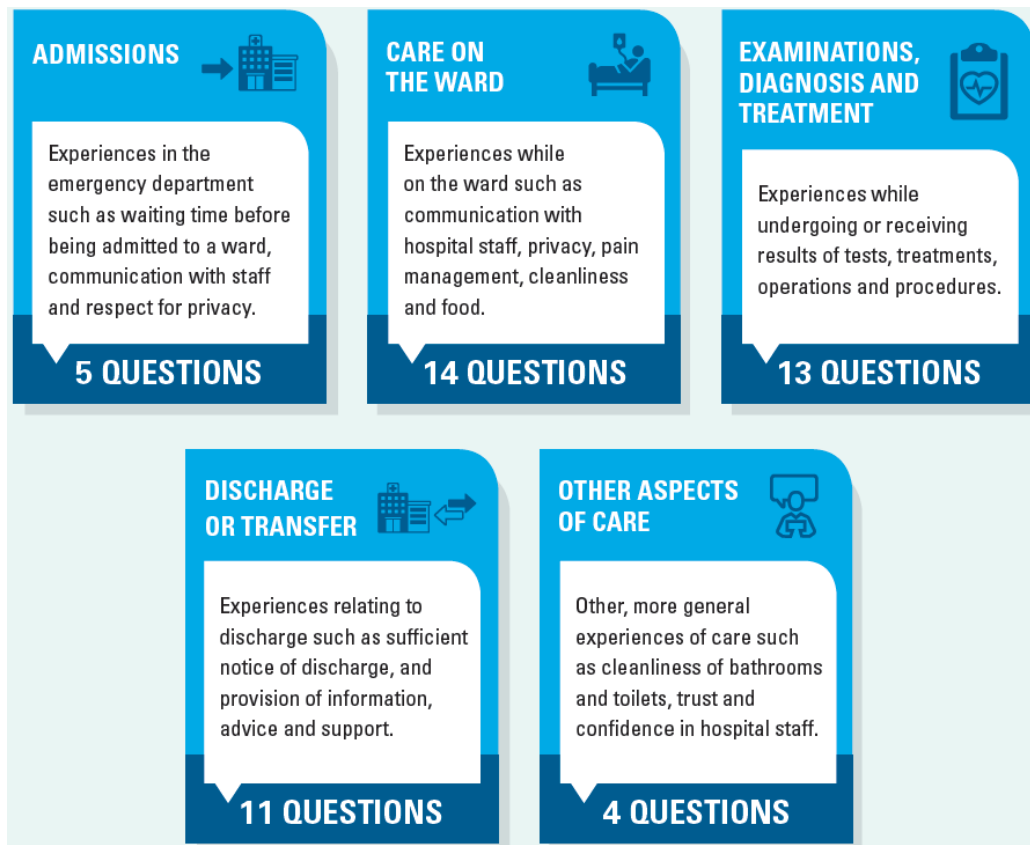 ADMISSIONS
Experiences in the
emergency department
such as waiting time before
being admitted to a ward,
communication with staff
and respect for privacy.
5 QUESTIONS
CARE ON
THE WARD
Experiences while
on the ward such as
communication with
hospital staff, privacy, pain
management, cleanliness
and food.
14 QUESTIONS
EXAMINATIONS,
DIAGNOSIS AND
TREATMENT
Experiences while
undergoing or receiving
results of tests, treatments,
operations and procedures.
13 QUESTIONS
DISCHARGE
OR TRANSFER
Experiences relating to
discharge such as sufficient
notice of discharge, and
provision of information,
advice and support.
11 QUESTIONS
OTHER ASPECTS
OF CARE
Other, more general
experiences of care such
as cleanliness of bathrooms
and toilets, trust and
confidence in hospital staff.
4 QUESTIONS